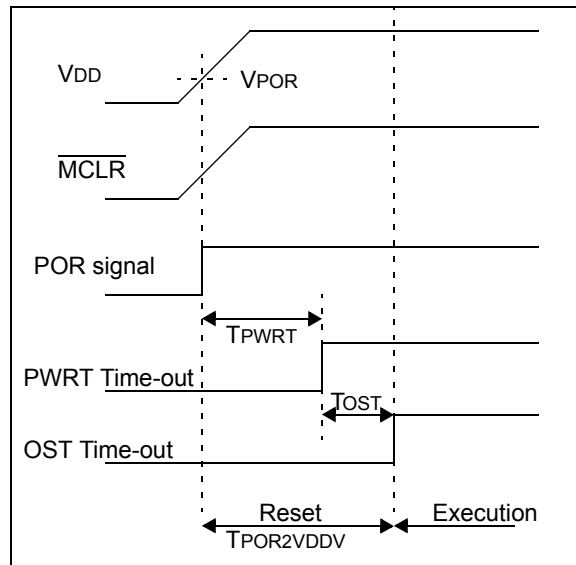 VDD
VPOR
MCLR
POR signal
TPWRT
PWRT Time-out
TOST
OST Time-out
Reset
Execution
TPOR2VDDV